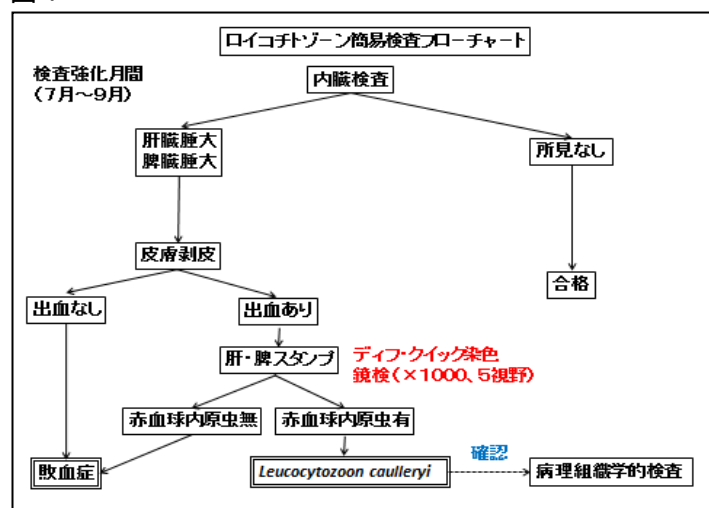 ロイコチトゾーン簡易検査フローチャート
検査強化月間
(7月~9月)
内臓検査
肝臓腫大
脾臓腫大
所見なし
皮膚剥皮
合格
出血なし
出血あり
肝・脾スタンプ
ディフ・クイック染色
鏡検(×1000、5視野)
赤血球内原虫無
赤血球内原虫有
確認
敗血症
Leucocytozoon caulleryi
病理組織学的検査